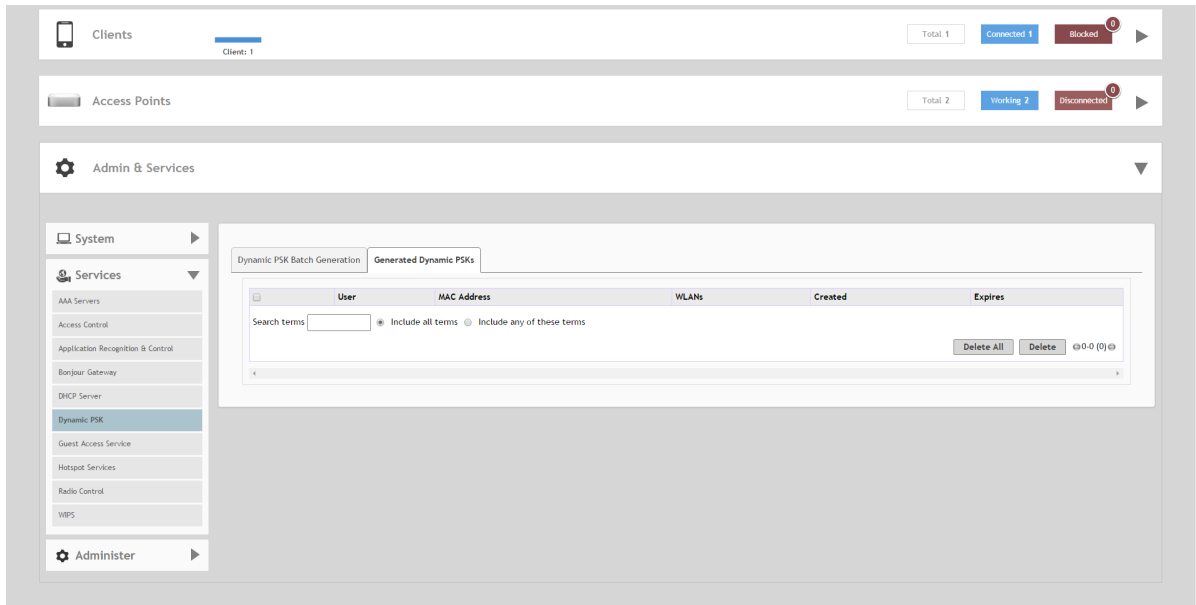 Clients
Client: 1
Total 1
Connected 1
Blocked
0
Access Points
Total 2
Working 2
Disconnected
0
Admin & Services
System
Services
AAA Servers
Access Control
Application Recognition & Control
Bonjour Gateway
DHCP Server
Dynamic PSK
Guest Access Service
Hotspot Services
Radio Control
WIPS
Administer
Dynamic PSK Batch Generation
Generated Dynamic PSKs
User MAC Address WLANs Created Expires
Search terms Include all terms Include any of these terms
Delete All Delete 0-0 (0)